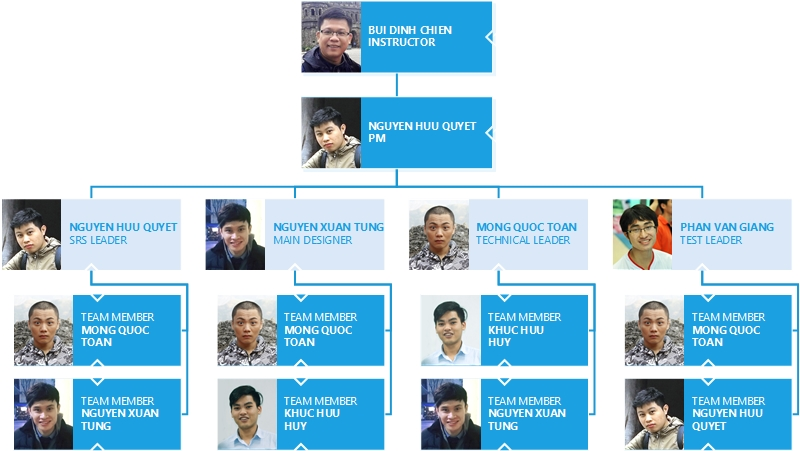 BUI DINH CHIEN
INSTRUCTOR
NGUYEN HUU QUYET
PM
NGUYEN HUU QUYET
SRS LEADER
NGUYEN XUAN TUNG
MAIN DESIGNER
MONG QUOC TOAN
TECHNICAL LEADER
PHAN VAN GIANG
TEST LEADER
TEAM MEMBER
MONG QUOC
TOAN
TEAM MEMBER
MONG QUOC
TOAN
TEAM MEMBER
KHUC HUU
HUY
TEAM MEMBER
MONG QUOC
TOAN
TEAM MEMBER
NGUYEN XUAN
TUNG
TEAM MEMBER
KHUC HUU
HUY
TEAM MEMBER
NGUYEN XUAN
TUNG
TEAM MEMBER
NGUYEN HUU
QUYET